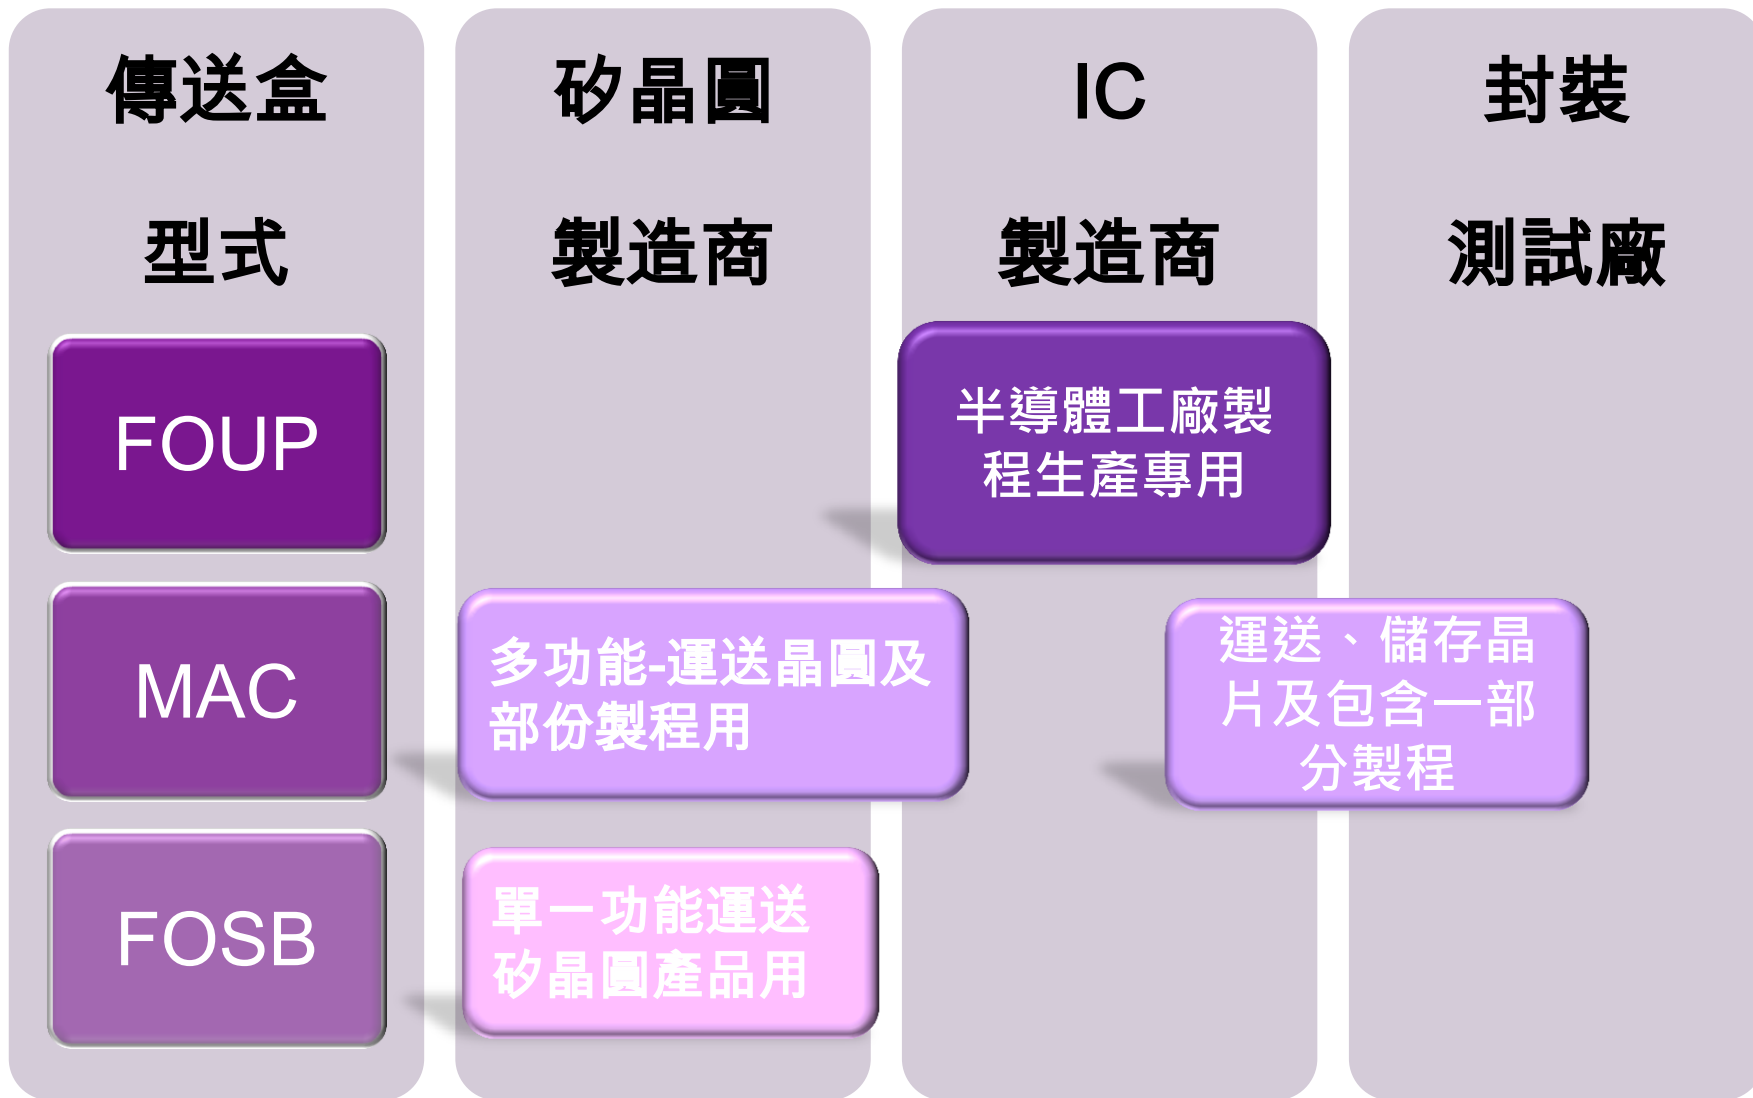 傳送盒
型式
矽晶圓
製造商
IC
製造商
封裝
測試廠
FOUP
半導體工廠製
程生產專用
MAC
多功能-運送晶圓及
部份製程用
運送、儲存晶
片及包含一部
分製程
FOSB
單一功能運送
矽晶圓產品用